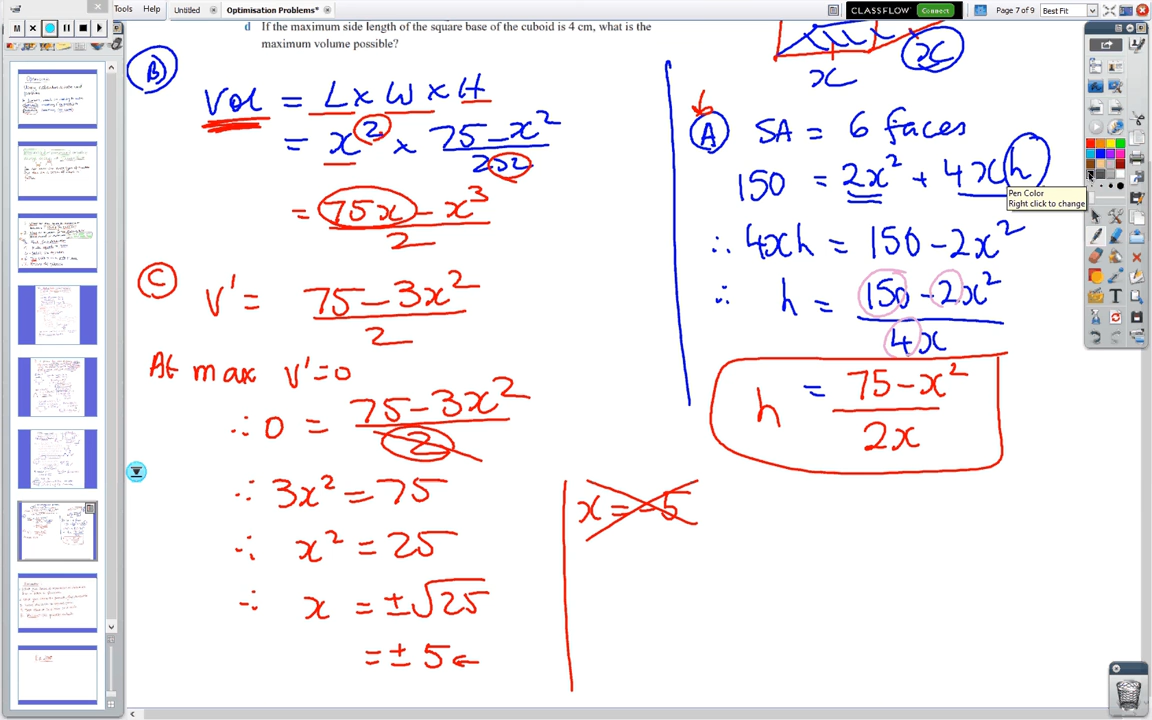 Tools Help Untitled Optimisation Problems* CLASSFLOW Connect Page 7 of 9 Best Fit
d If the maximum side length of the square base of the cuboid is 4 cm, what is the
maximum volume possible?
x
x
B
Vol = L x W x H
= x² x 75 - x² / 2x
= 75x - x³ / 2
C V' = 75 - 3x² / 2
At max V' = 0
∴ 0 = 75 - 3x² / 2
∴ 3x² = 75
∴ x² = 25
∴ x = ±√25
= ± 5
x = -5
A SA = 6 faces
150 = 2x² + 4xh
∴ 4xh = 150 - 2x²
∴ h = 150 - 2x² / 4x
h = 75 - x² / 2x
Pen Color
Right click to change